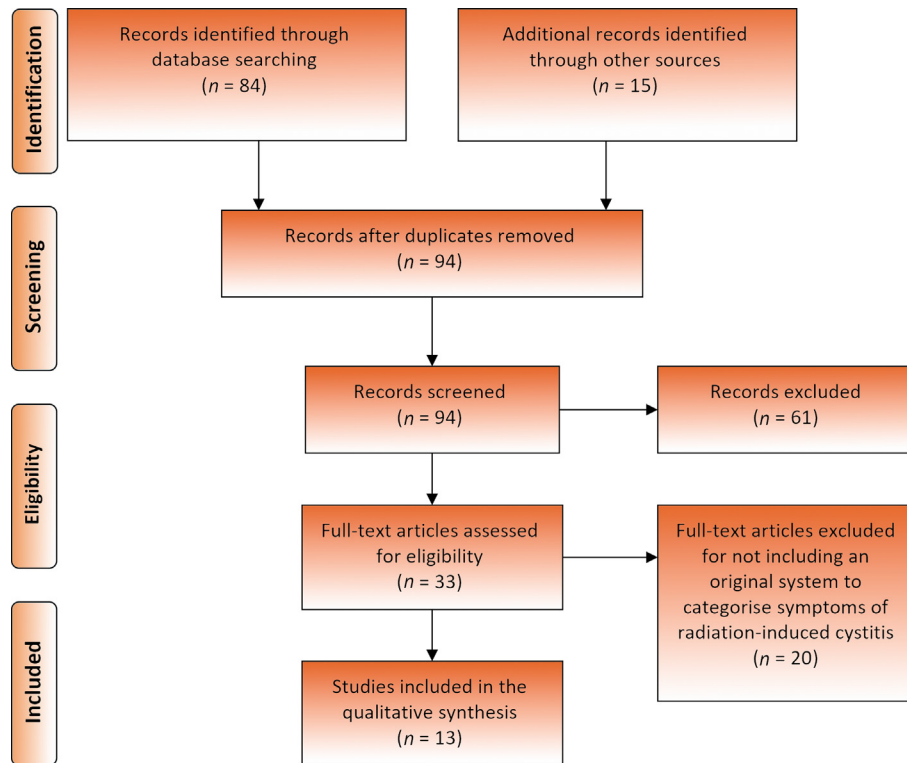 Identification
Records identified through
database searching
(n = 84)
Additional records identified
through other sources
(n = 15)
Screening
Records after duplicates removed
(n = 94)
Records screened
(n = 94)
Records excluded
(n = 61)
Eligibility
Full-text articles assessed
for eligibility
(n = 33)
Full-text articles excluded
for not including an
original system to
categorise symptoms of
radiation-induced cystitis
(n = 20)
Included
Studies included in the
qualitative synthesis
(n = 13)